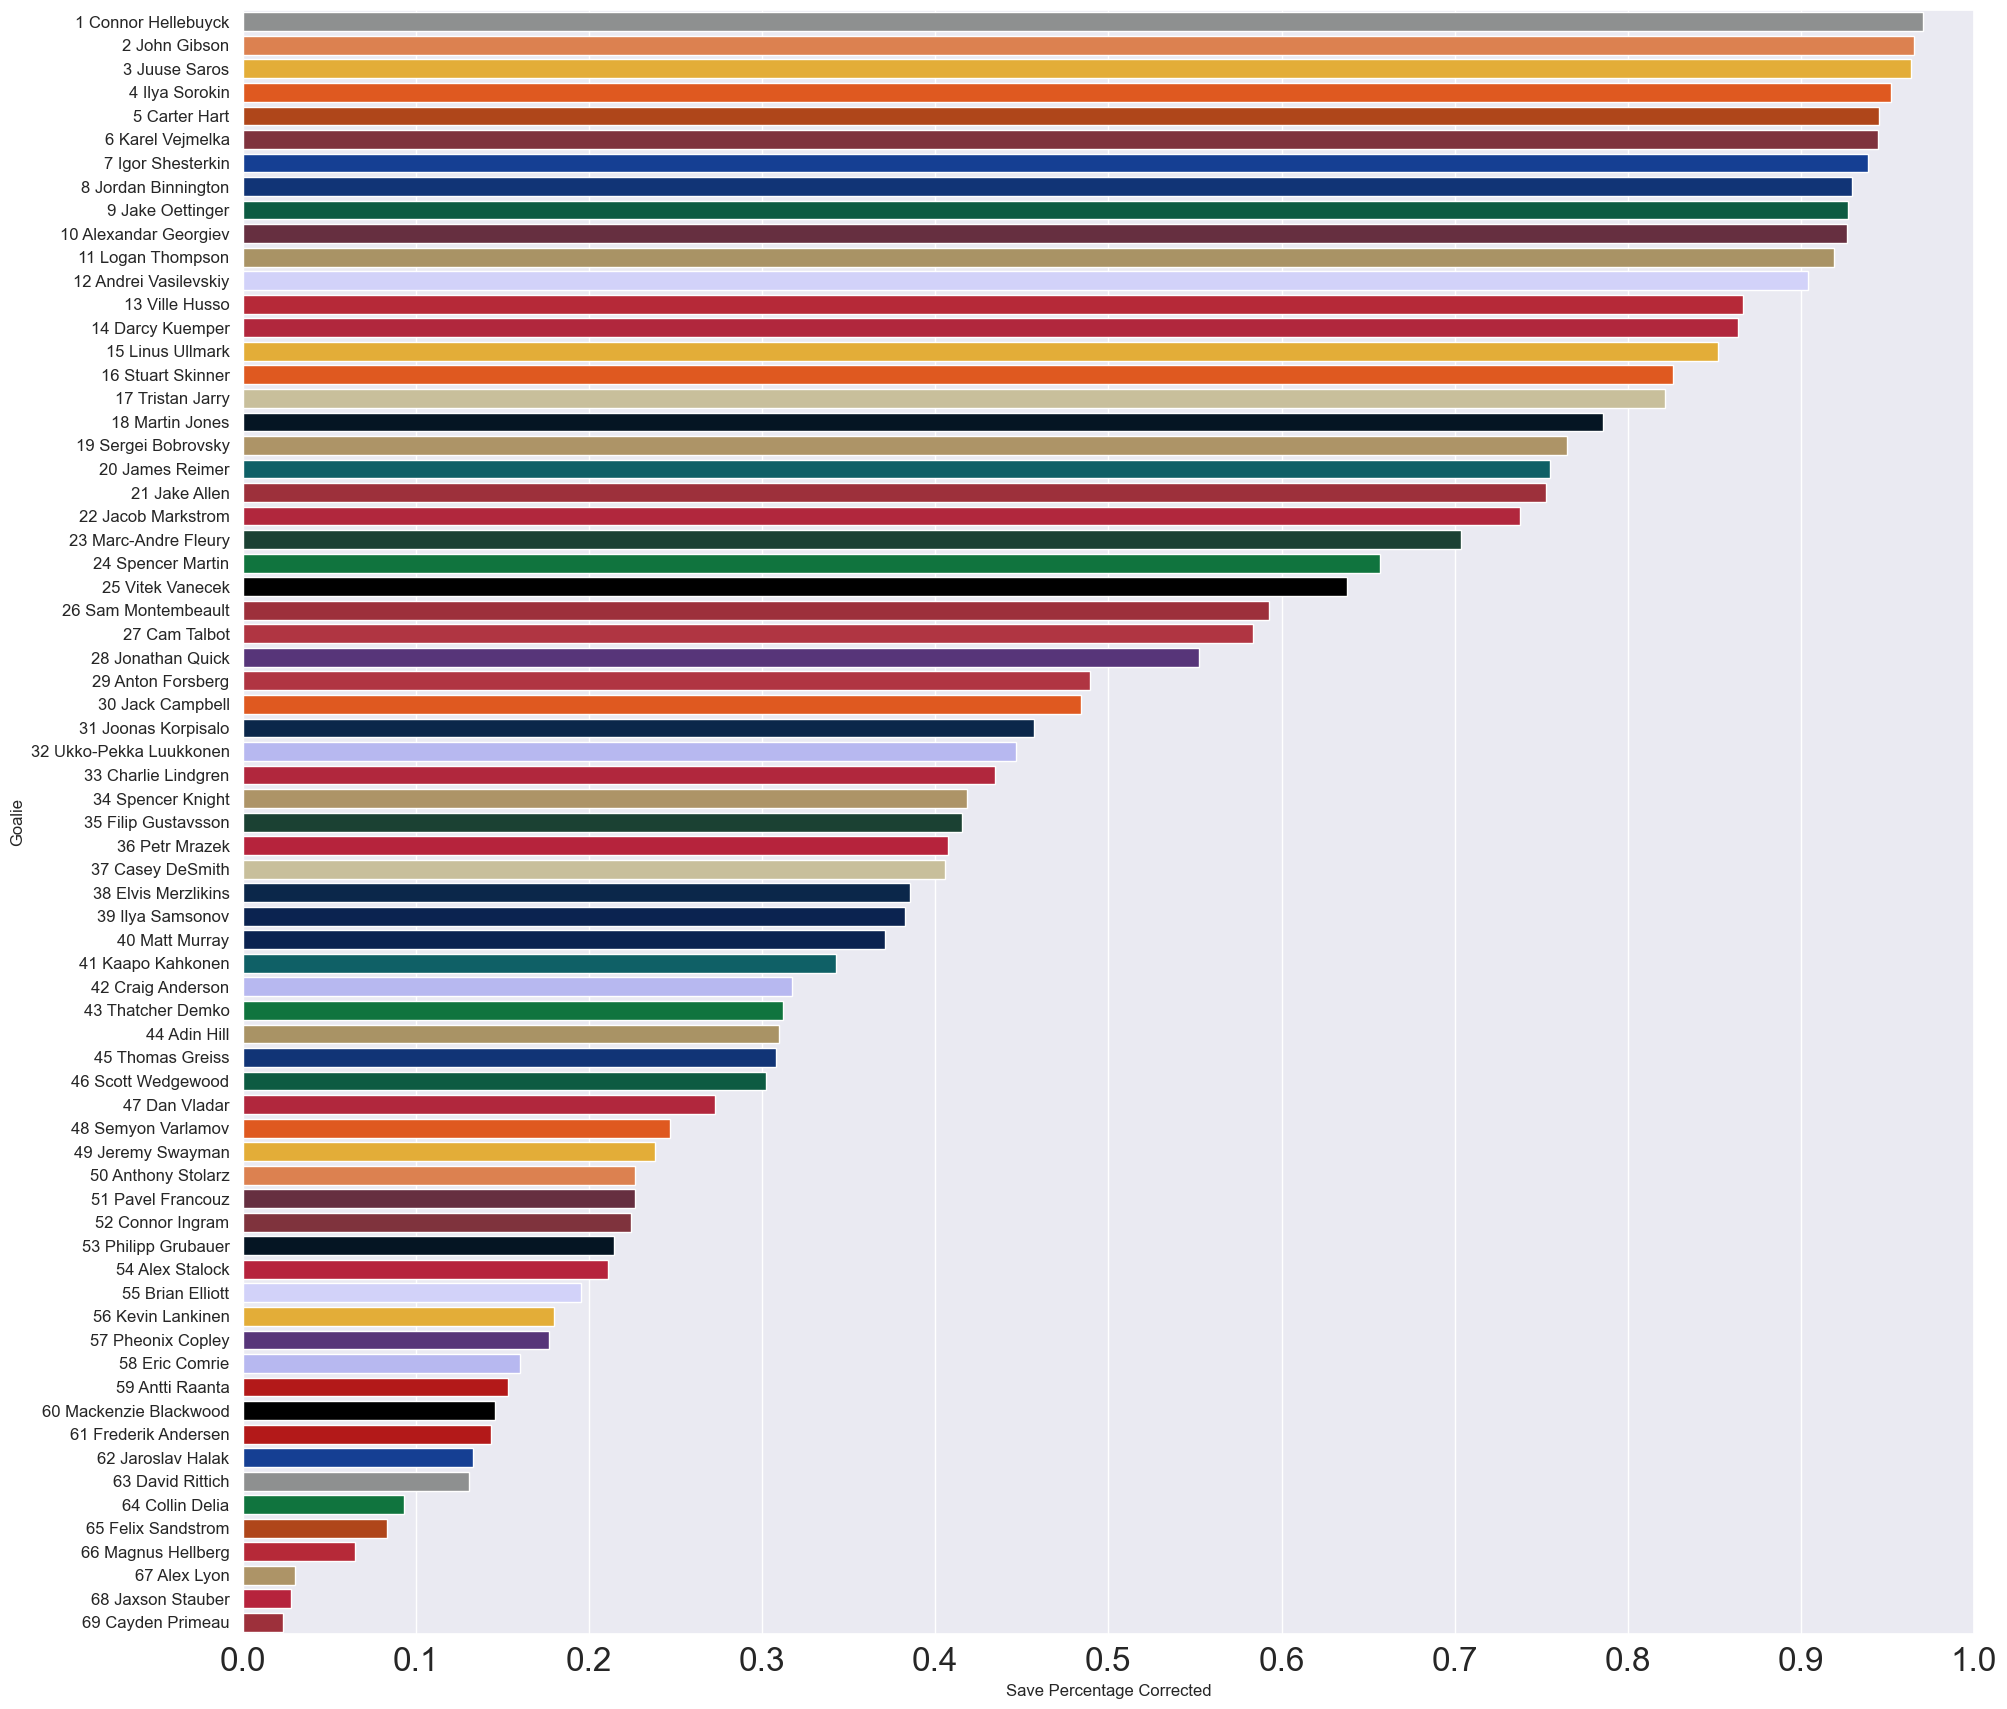 1 Connor Hellebuyck
2 John Gibson
3 Juuse Saros
4 Ilya Sorokin
5 Carter Hart
6 Karel Vejmelka
7 Igor Shesterkin
8 Jordan Binnington
9 Jake Oettinger
10 Alexandar Georgiev
11 Logan Thompson
12 Andrei Vasilevskiy
13 Ville Husso
14 Darcy Kuemper
15 Linus Ullmark
16 Stuart Skinner
17 Tristan Jarry
18 Martin Jones
19 Sergei Bobrovsky
20 James Reimer
21 Jake Allen
22 Jacob Markstrom
23 Marc-Andre Fleury
24 Spencer Martin
25 Vitek Vanecek
26 Sam Montembeault
27 Cam Talbot
28 Jonathan Quick
29 Anton Forsberg
30 Jack Campbell
31 Joonas Korpisalo
32 Ukko-Pekka Luukkonen
33 Charlie Lindgren
34 Spencer Knight
35 Filip Gustavsson
36 Petr Mrazek
37 Casey DeSmith
38 Elvis Merzlikins
39 Ilya Samsonov
40 Matt Murray
41 Kaapo Kahkonen
42 Craig Anderson
43 Thatcher Demko
44 Adin Hill
45 Thomas Greiss
46 Scott Wedgewood
47 Dan Vladar
48 Semyon Varlamov
49 Jeremy Swayman
50 Anthony Stolarz
51 Pavel Francouz
52 Connor Ingram
53 Philipp Grubauer
54 Alex Stalock
55 Brian Elliott
56 Kevin Lankinen
57 Pheonix Copley
58 Eric Comrie
59 Antti Raanta
60 Mackenzie Blackwood
61 Frederik Andersen
62 Jaroslav Halak
63 David Rittich
64 Collin Delia
65 Felix Sandstrom
66 Magnus Hellberg
67 Alex Lyon
68 Jaxson Stauber
69 Cayden Primeau
Goalie
0.0 0.1 0.2 0.3 0.4 0.5 0.6 0.7 0.8 0.9 1.0
Save Percentage Corrected